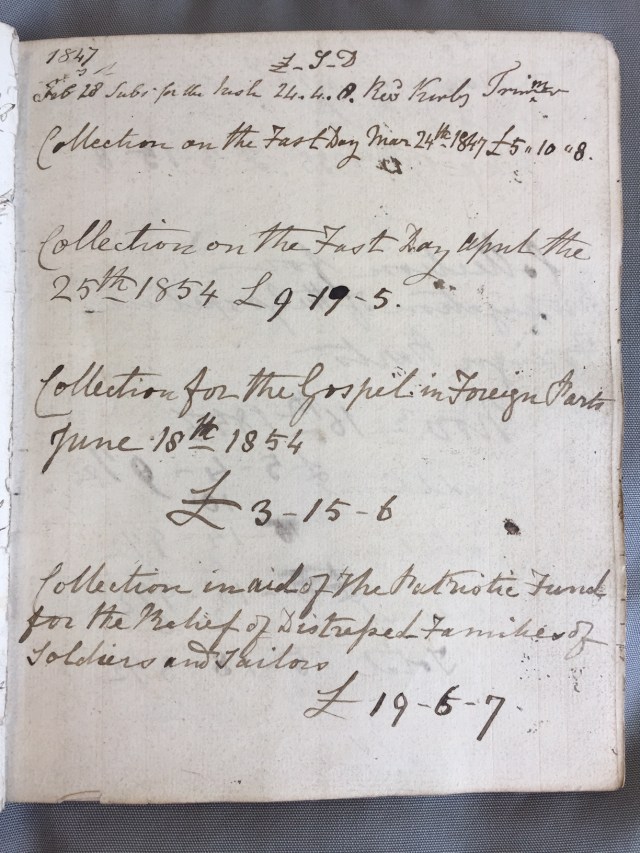 1847
£ - S - D
Feb 28 Subs for the Irish 24. 4. 8. Revd Kirby Trimmer
Collection on the Fast Day Mar 24th 1847 £5 " 10 " 8.
Collection on the Fast Day April the
25th 1854 £ 9 - 19 - 5.
Collection for the Gospel in Foreign Parts
June 18th 1854
£ 3 - 15 - 6
Collection in aid of the Patriotic Fund
for the Relief of Distressed Families of
Soldiers and Sailors
£ 19 - 6 - 7.